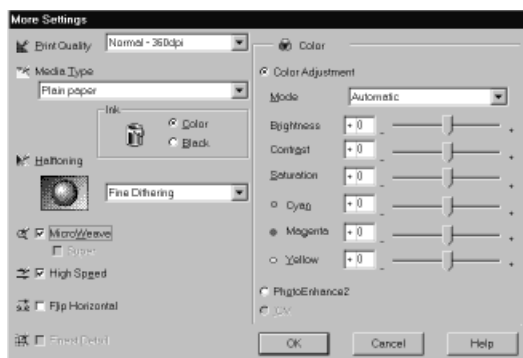 More Settings
Print Quality
Normal - 360dpi
Media Type
Plain paper
Ink
Color
Black
Halftoning
Fine Dithering
MicroWeave
Super
High Speed
Flip Horizontal
Finest Detail
Color
Color Adjustment
Mode
Automatic
Brightness
+ 0
- +
Contrast
+ 0
- +
Saturation
+ 0
- +
Cyan
+ 0
- +
Magenta
+ 0
- +
Yellow
+ 0
- +
PhotoEnhance2
ICM
OK
Cancel
Help